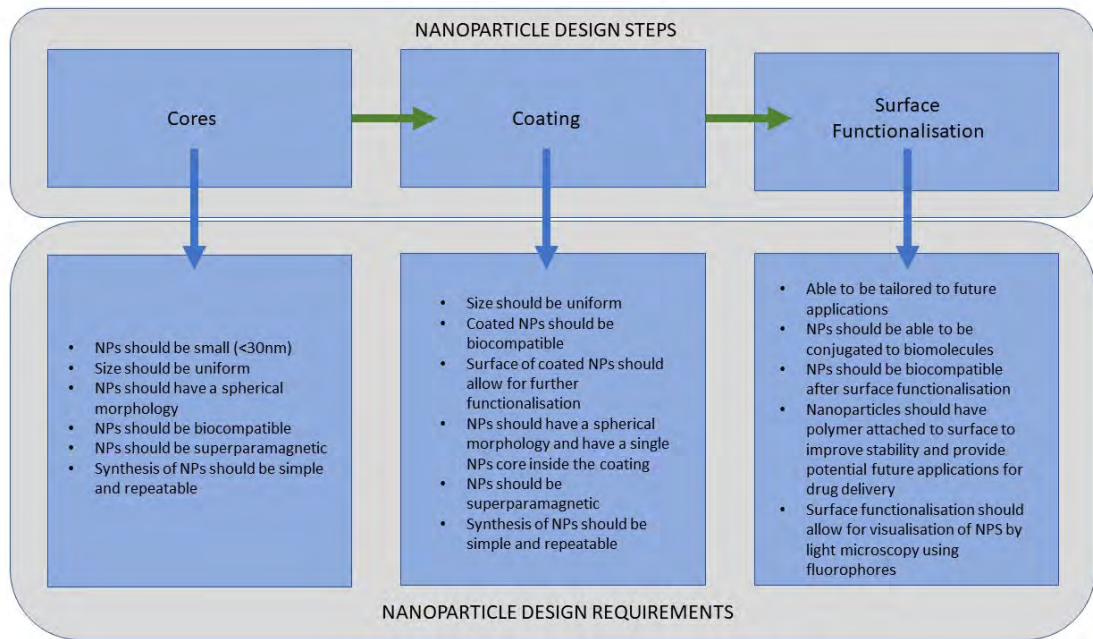 NANOPARTICLE DESIGN STEPS
Cores
Coating
Surface
Functionalisation
• NPs should be small (<30nm)
• Size should be uniform
• NPs should have a spherical
morphology
• NPs should be biocompatible
• NPs should be superparamagnetic
• Synthesis of NPs should be simple
and repeatable
• Size should be uniform
• Coated NPs should be
biocompatible
• Surface of coated NPs should
allow for further
functionalisation
• NPs should have a spherical
morphology and have a single
NPs core inside the coating
• NPs should be
superparamagnetic
• Synthesis of NPs should be
simple and repeatable
• Able to be tailored to future
applications
• NPs should be able to be
conjugated to biomolecules
• NPs should be biocompatible
after surface functionalisation
• Nanoparticles should have
polymer attached to surface to
improve stability and provide
potential future applications for
drug delivery
• Surface functionalisation should
allow for visualisation of NPS by
light microscopy using
fluorophores
NANOPARTICLE DESIGN REQUIREMENTS